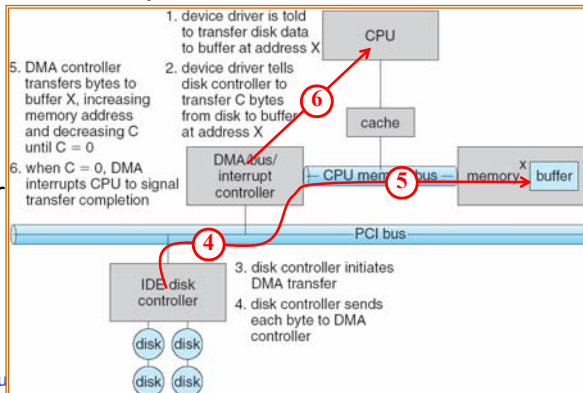 1. device driver is told
to transfer disk data
to buffer at address X
2. device driver tells
disk controller to
transfer C bytes
from disk to buffer
at address X
5. DMA controller
transfers bytes to
buffer X, increasing
memory address
and decreasing C
until C = 0
6. when C = 0, DMA
interrupts CPU to signal
transfer completion
CPU
6
cache
DMA/bus/
interrupt
controller
CPU memory bus
5
memory
X
buffer
PCI bus
4
IDE disk
controller
3. disk controller initiates
DMA transfer
4. disk controller sends
each byte to DMA
controller
disk
disk
disk
disk